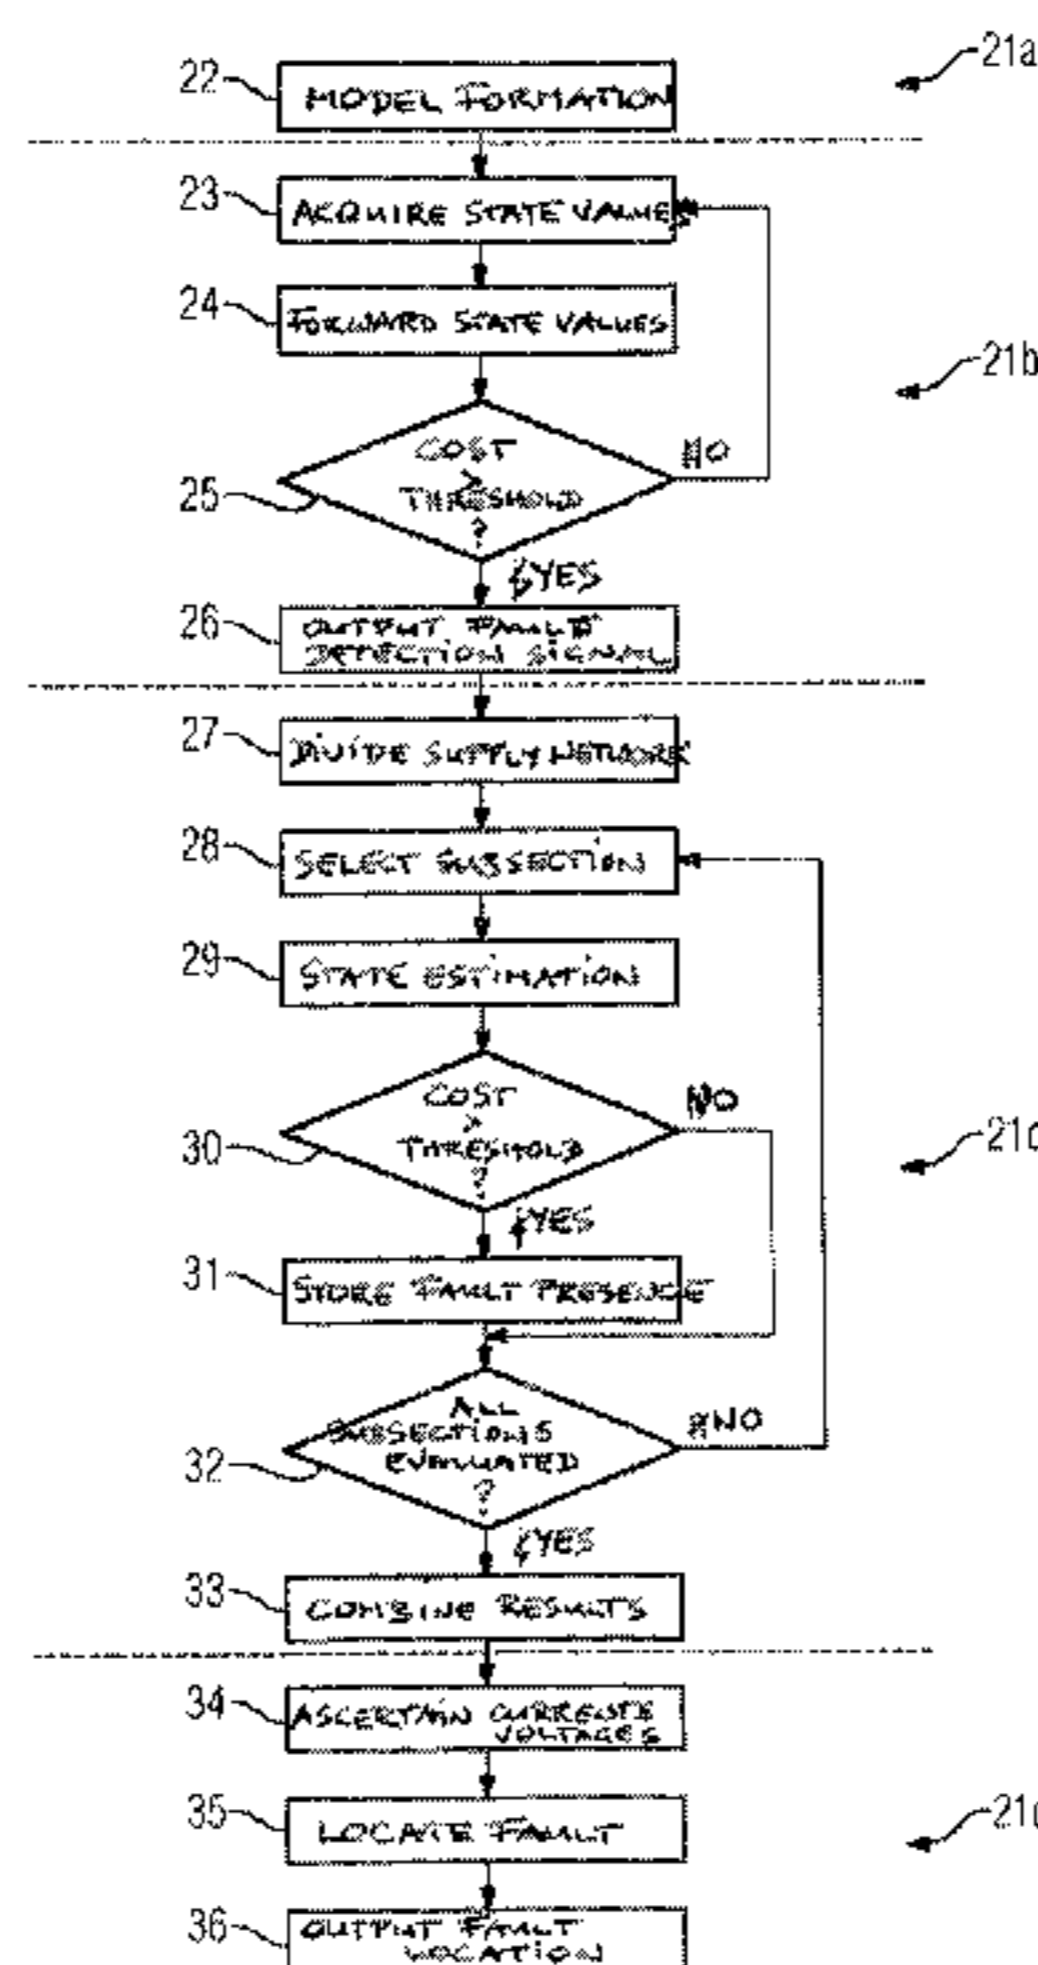 22
MODEL FORMATION
21a
23
ACQUIRE STATE VALUES
24
FORWARD STATE VALUES
21b
COST
>
THRESHOLD
?
NO
25
YES
26
OUTPUT FAULT
DETECTION SIGNAL
27
DIVIDE SUPPLY NETWORK
28
SELECT SUBSECTION
29
STATE ESTIMATION
COST
>
THRESHOLD
?
NO
30
21c
YES
31
STORE FAULT PRESENCE
ALL
SUBSECTIONS
EVALUATED
?
NO
32
YES
33
COMBINE RESULTS
34
ASCERTAIN CURRENTS
VOLTAGES
35
LOCATE FAULT
36
OUTPUT FAULT
LOCATION